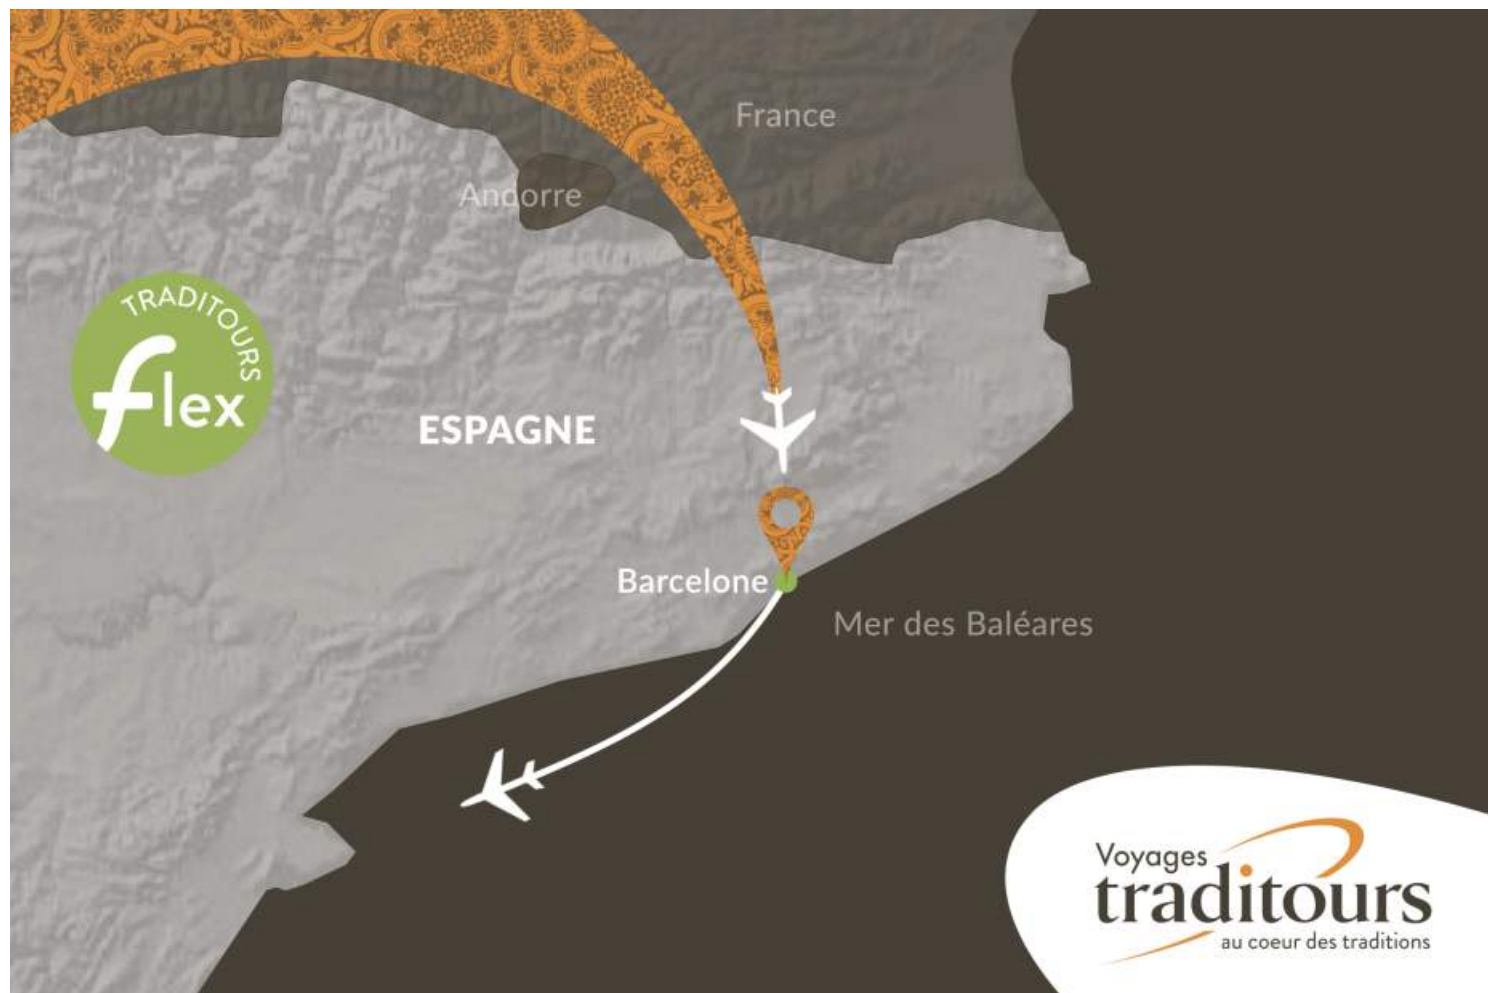 France
Andorre
TRADITOURS
flex
ESPAGNE
Barcelone
Mer des Baléares
Voyages
traditours
au coeur des traditions